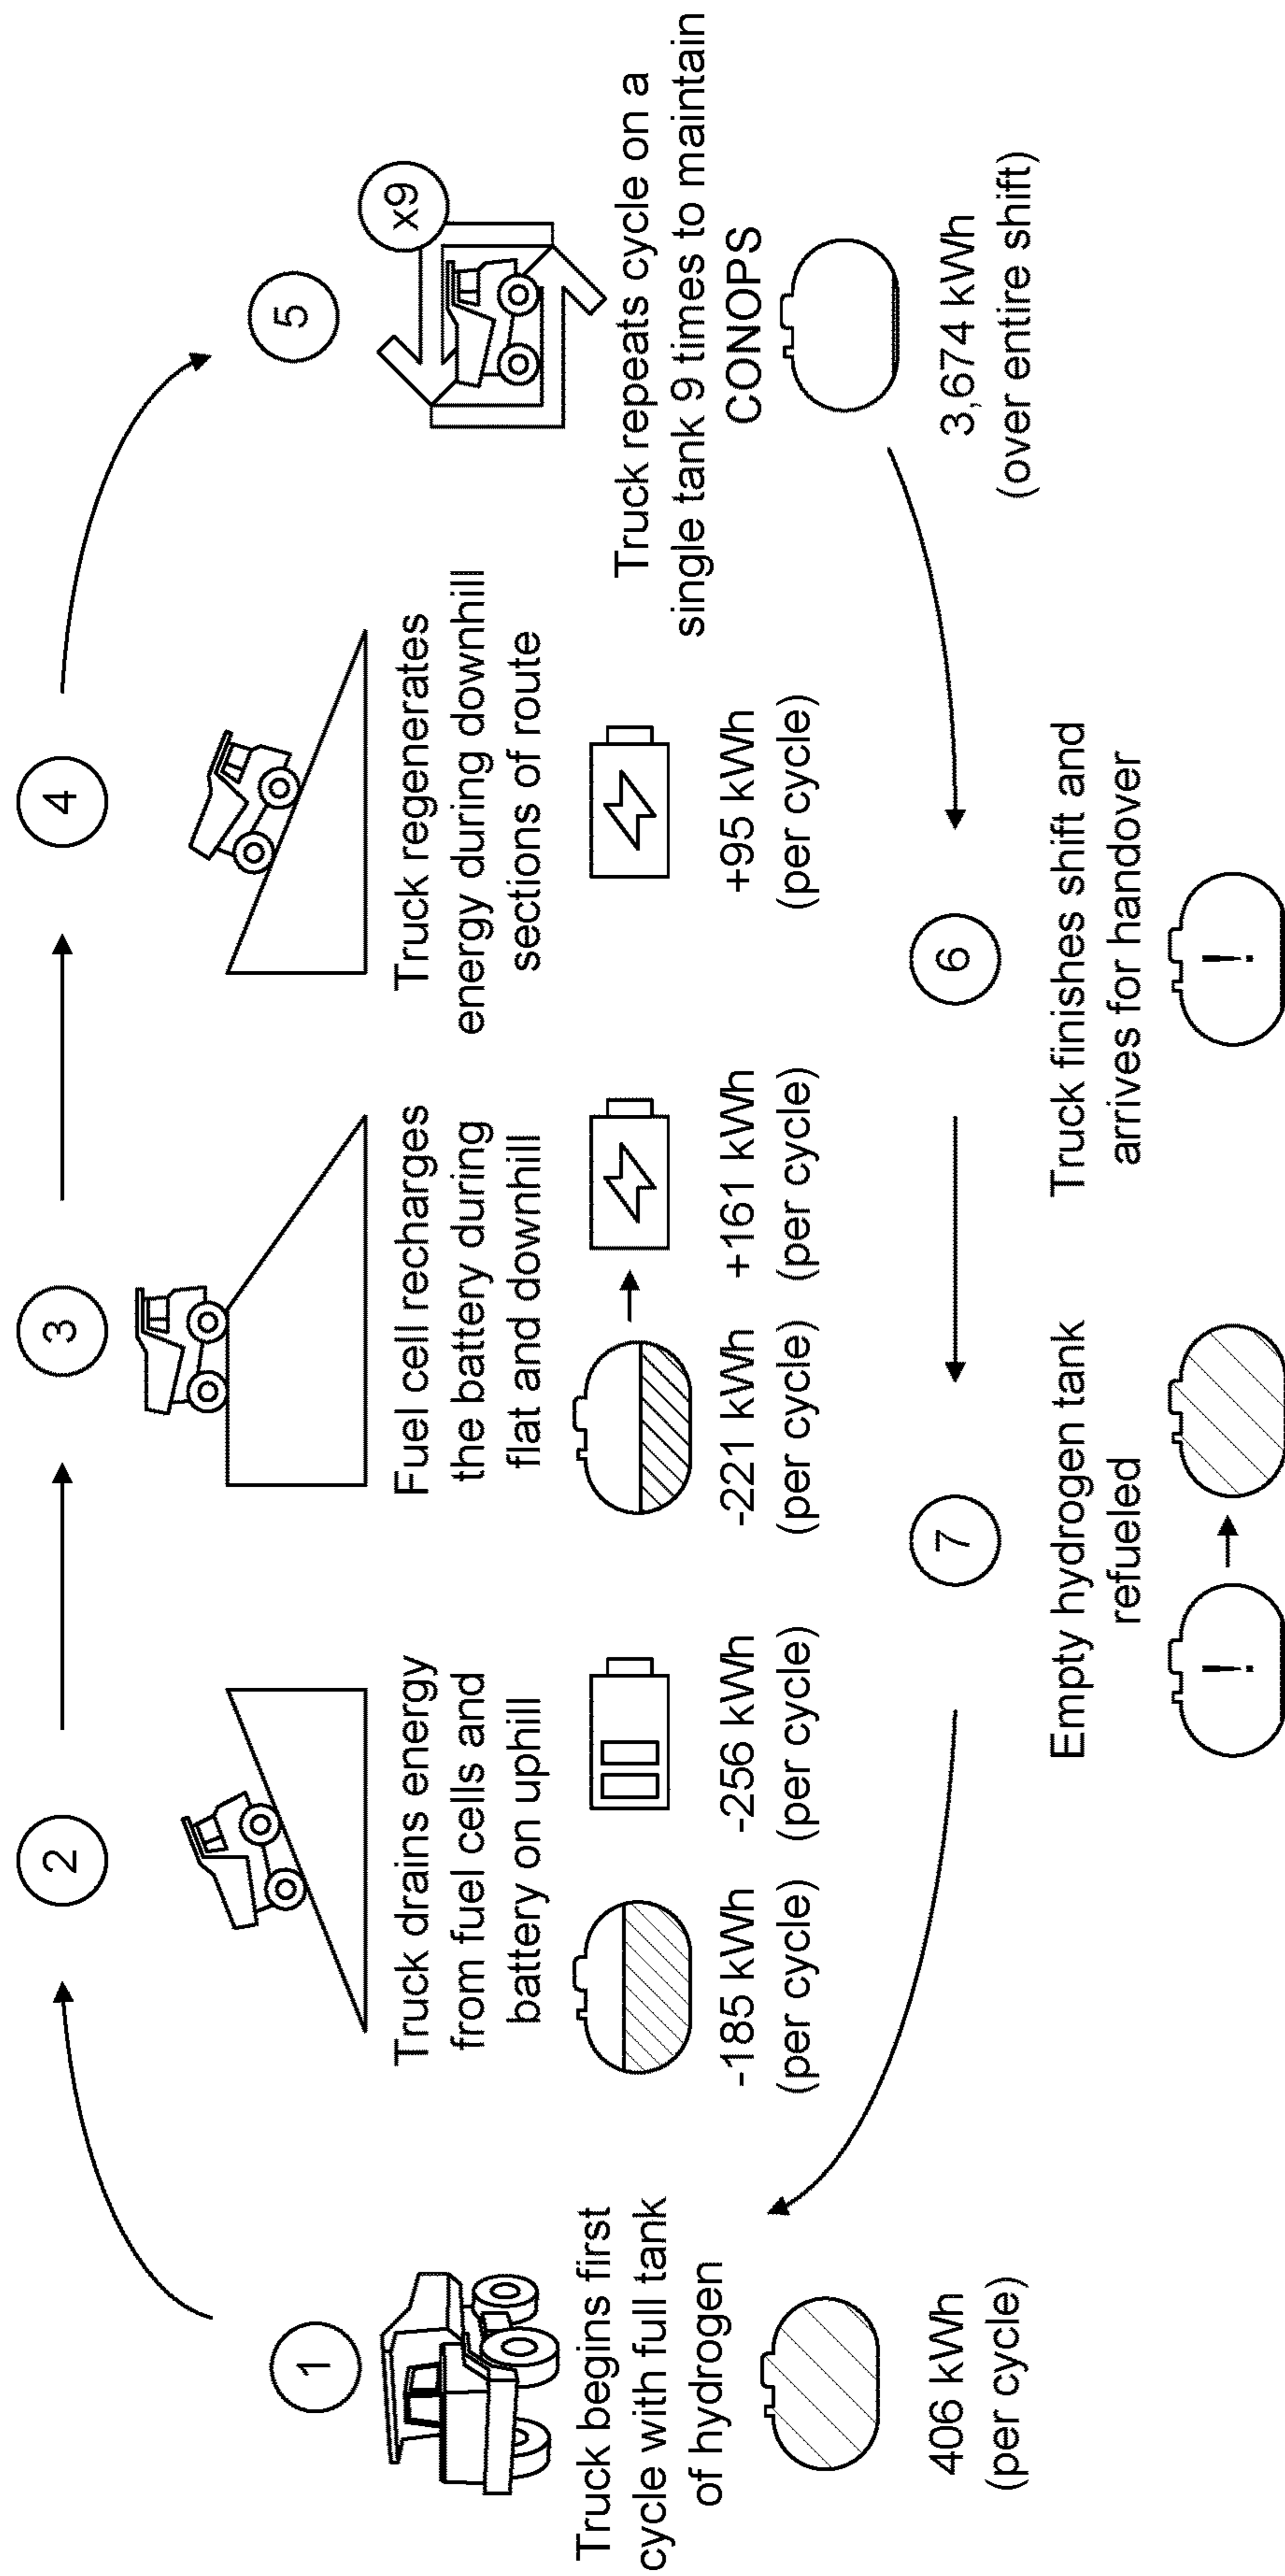 1
Truck begins first
cycle with full tank
of hydrogen
406 kWh
(per cycle)
2
Truck drains energy
from fuel cells and
battery on uphill
-185 kWh -256 kWh
(per cycle) (per cycle)
3
Fuel cell recharges
the battery during
flat and downhill
-221 kWh +161 kWh
(per cycle) (per cycle)
4
Truck regenerates
energy during downhill
sections of route
+95 kWh
(per cycle)
5
x9
Truck repeats cycle on a
single tank 9 times to maintain
CONOPS
3,674 kWh
(over entire shift)
6
Truck finishes shift and
arrives for handover
!
7
Empty hydrogen tank
refueled
!